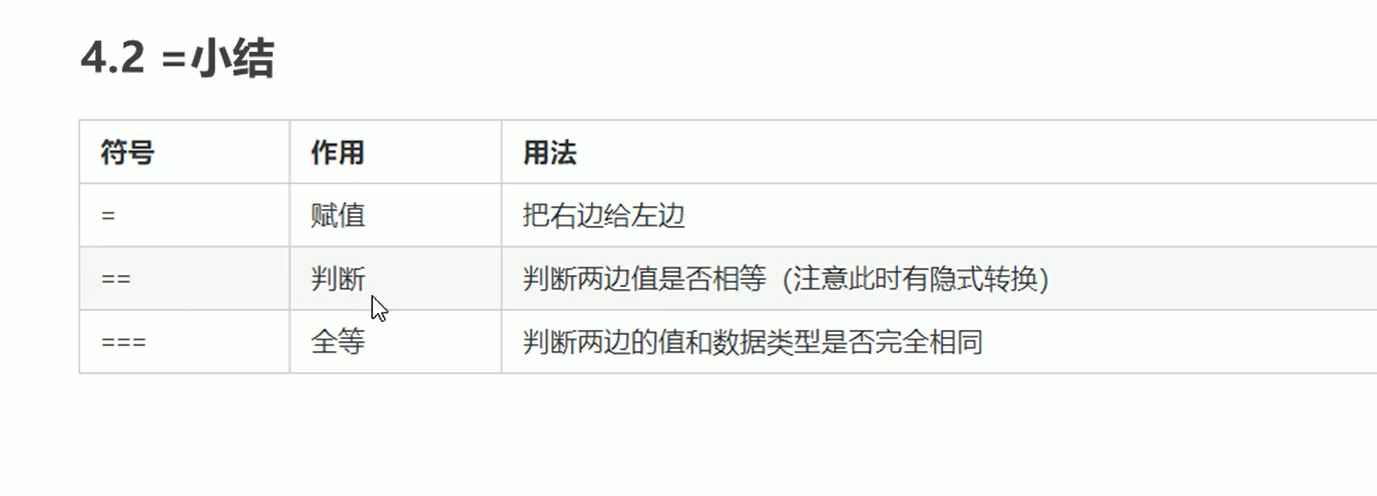 4.2 =小结
符号 作用 用法
= 赋值 把右边给左边
== 判断 判断两边值是否相等（注意此时有隐式转换）
=== 全等 判断两边的值和数据类型是否完全相同